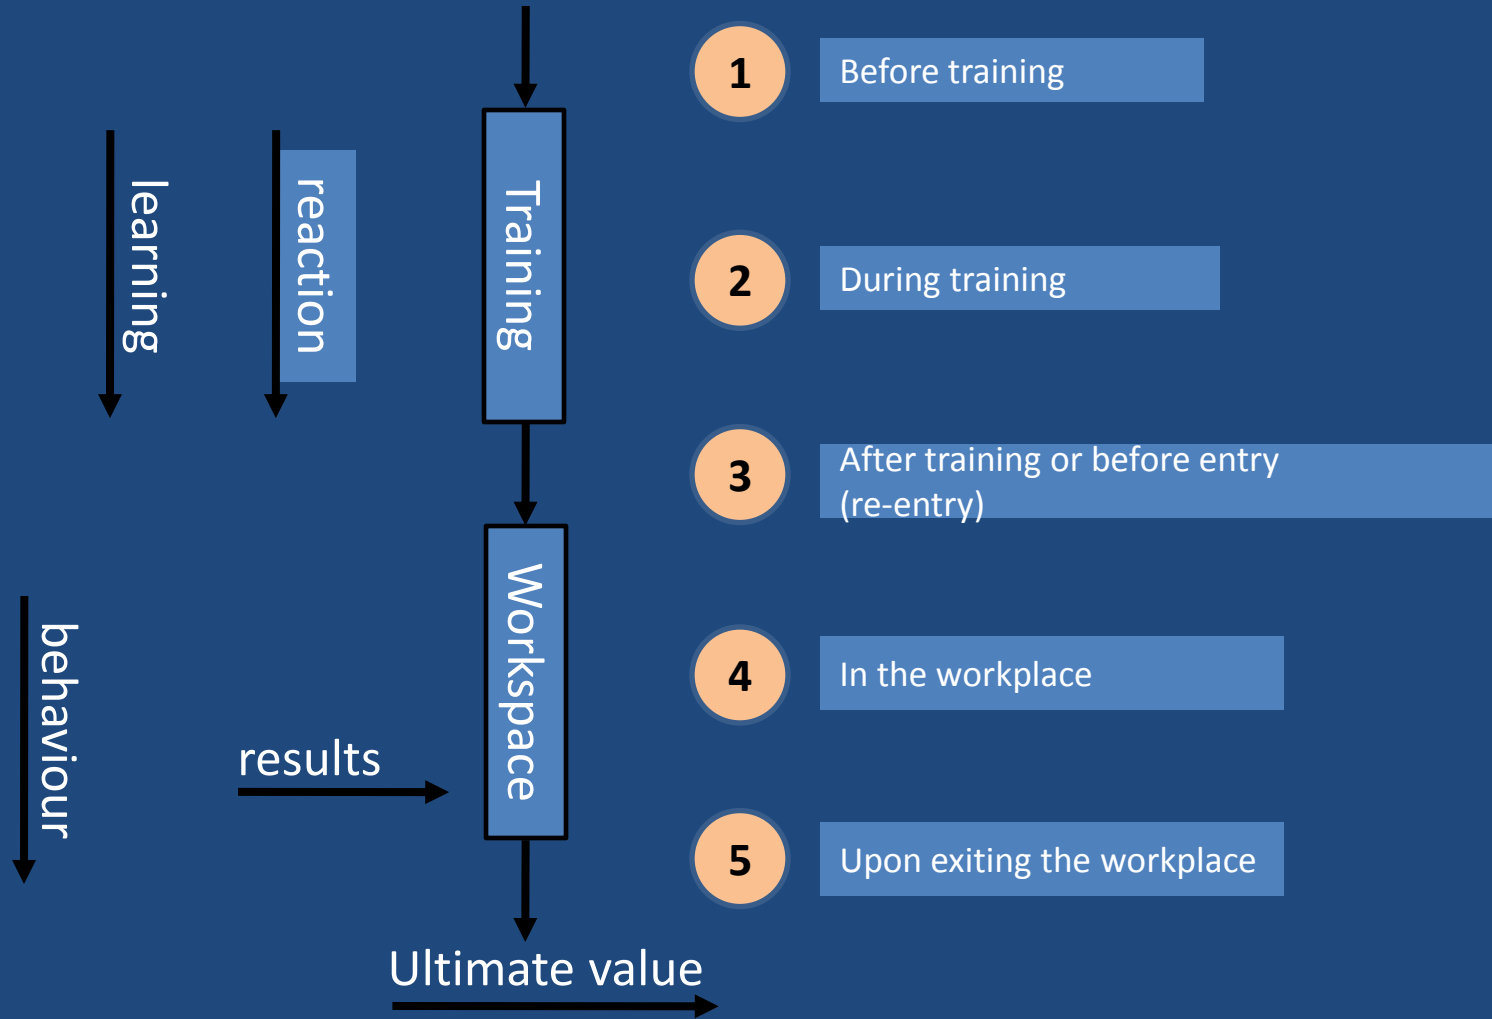 1
Before training
learning
reaction
Training
2
During training
3
After training or before entry
(re-entry)
behaviour
results
Workspace
4
In the workplace
5
Upon exiting the workplace
Ultimate value